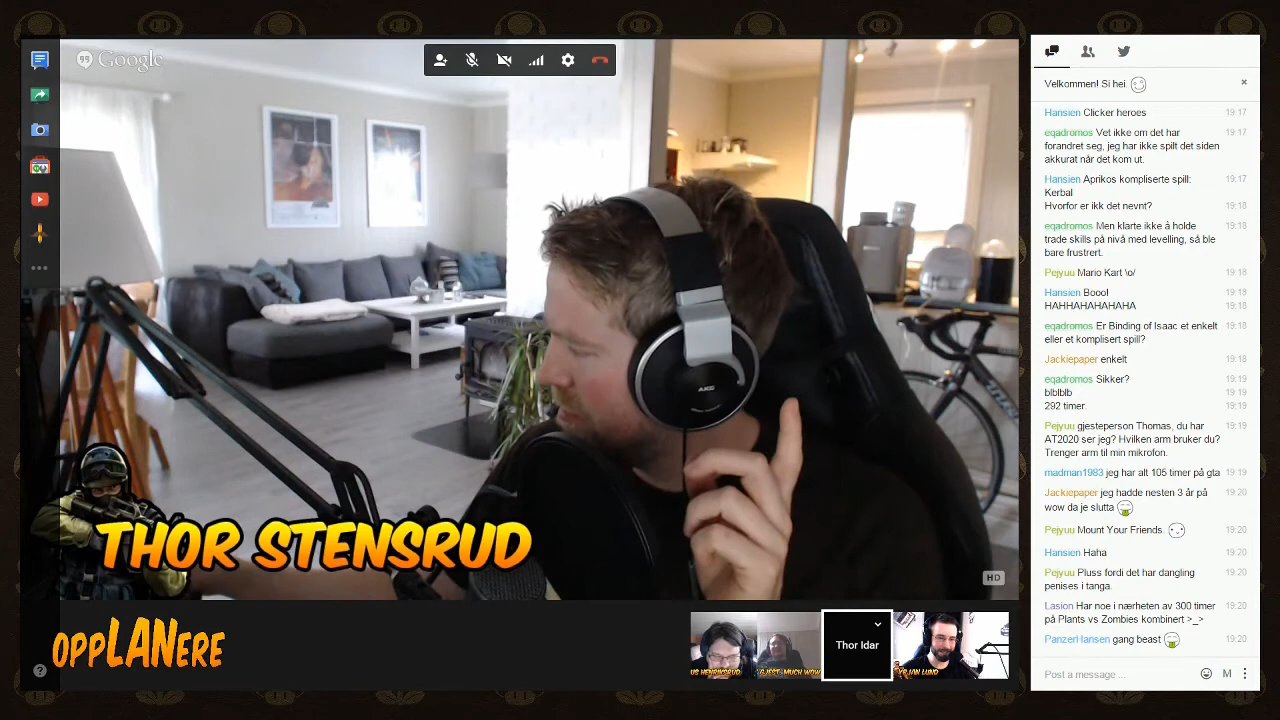 Google
AKG
THOR STENSRUD
HD
OPPLANERE
US HENRIKSRUD
GJEST- MUCH WOW
Thor Idar
Velkommen! Si hei
×
Hansien Clicker heroes 19:17
eqadromos Vet ikke om det har 19:17
forandret seg, jeg har ikke spilt det siden
akkurat når det kom ut.
Hansien Aprikos kompliserte spill: 19:17
Kerbal
Hvorfor er ikk det nevnt? 19:18
eqadromos Men klarte ikke å holde 19:18
trade skills på nivå med levelling, så ble
bare frustrert.
Pejyuu Mario Kart \o/ 19:18
Hansien Boool 19:18
HAHHAHAHAHAHA 19:18
eqadromos Er Binding of Isaac et enkelt 19:18
eller et komplisert spill?
Jackiepaper enkelt 19:18
eqadromos Sikker? 19:19
blblblb 19:19
292 timer. 19:19
Pejyuu gjesteperson Thomas, du har 19:19
AT2020 ser jeg? Hvilken arm bruker du?
Trenger arm til min mikrofon.
madman1983 jeg har alt 105 timer på gta 19:19
Jackiepaper jeg hadde nesten 3 år på 19:20
wow da je slutta
Pejyuu Mount Your Friends. 19:20
Hansien Haha 19:20
Pejyuu Pluss fordi det har dangling 19:20
penises i tanga.
Lasion Har noe i nærheten av 300 timer 19:20
på Plants vs Zombies kombinert >_>
PanzerHansen gang beast 19:20
Post a message ... M